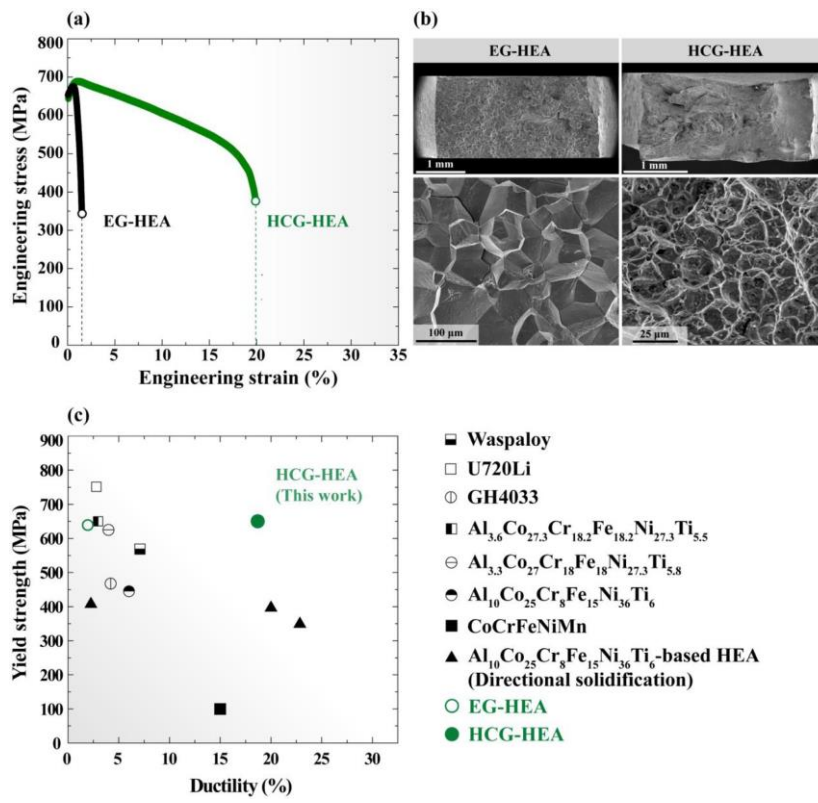 (a)
800
700
600
500
400
300
200
100
0
Engineering stress (MPa)
EG-HEA
HCG-HEA
0 5 10 15 20 25 30 35
Engineering strain (%)
(b)
EG-HEA HCG-HEA
1 mm 1 mm
100 μm 25 μm
(c)
900
800
700
600
500
400
300
200
100
0
Yield strength (MPa)
HCG-HEA
(This work)
0 5 10 15 20 25 30
Ductility (%)
Waspaloy
U720Li
GH4033
Al₃.₆Co₂₇.₃Cr₁₈.₂Fe₁₈.₂Ni₂₇.₃Ti₅.₅
Al₃.₃Co₂₇Cr₁₈Fe₁₈Ni₂₇.₃Ti₅.₈
Al₁₀Co₂₅Cr₈Fe₁₅Ni₃₆Ti₆
CoCrFeNiMn
Al₁₀Co₂₅Cr₈Fe₁₅Ni₃₆Ti₆-based HEA
(Directional solidification)
EG-HEA
HCG-HEA